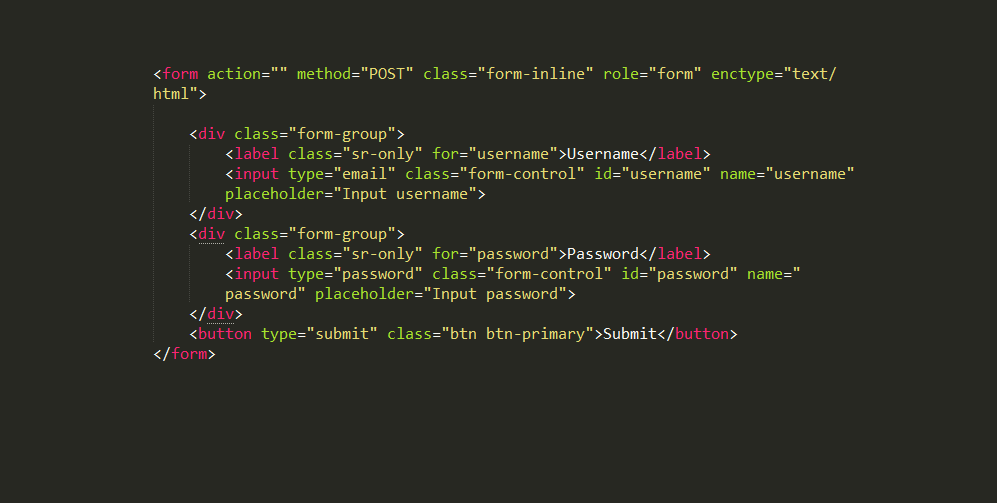 <form action="" method="POST" class="form-inline" role="form" enctype="text/
html">
<div class="form-group">
<label class="sr-only" for="username">Username</label>
<input type="email" class="form-control" id="username" name="username"
placeholder="Input username">
</div>
<div class="form-group">
<label class="sr-only" for="password">Password</label>
<input type="password" class="form-control" id="password" name="
password" placeholder="Input password">
</div>
<button type="submit" class="btn btn-primary">Submit</button>
</form>